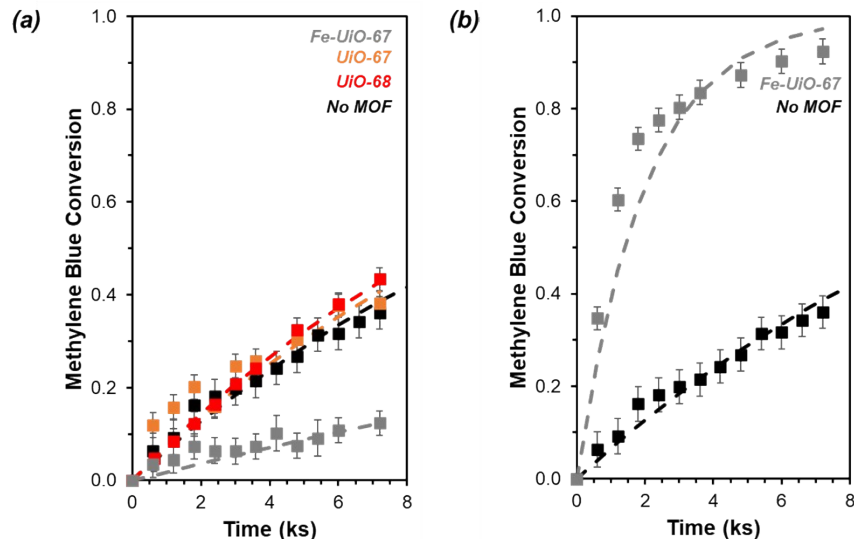 (a)
Methylene Blue Conversion
1.0
0.8
0.6
0.4
0.2
0.0
Fe-UiO-67
UiO-67
UiO-68
No MOF
0
2
4
6
8
Time (ks)
(b)
Methylene Blue Conversion
1.0
0.8
0.6
0.4
0.2
0.0
Fe-UiO-67
No MOF
0
2
4
6
8
Time (ks)